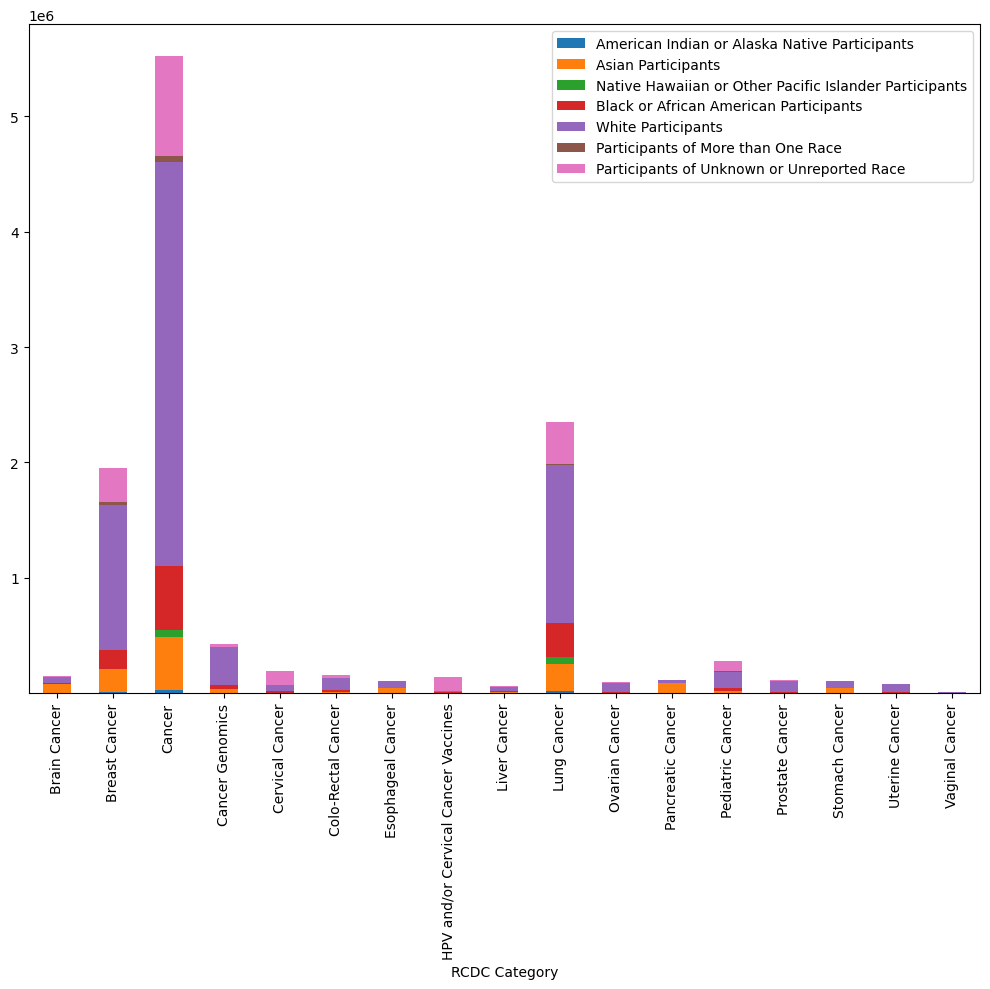 1e6
American Indian or Alaska Native Participants
Asian Participants
Native Hawaiian or Other Pacific Islander Participants
Black or African American Participants
White Participants
Participants of More than One Race
Participants of Unknown or Unreported Race
5
4
3
2
1
Brain Cancer
Breast Cancer
Cancer
Cancer Genomics
Cervical Cancer
Colo-Rectal Cancer
Esophageal Cancer
HPV and/or Cervical Cancer Vaccines
Liver Cancer
Lung Cancer
Ovarian Cancer
Pancreatic Cancer
Pediatric Cancer
Prostate Cancer
Stomach Cancer
Uterine Cancer
Vaginal Cancer
RCDC Category